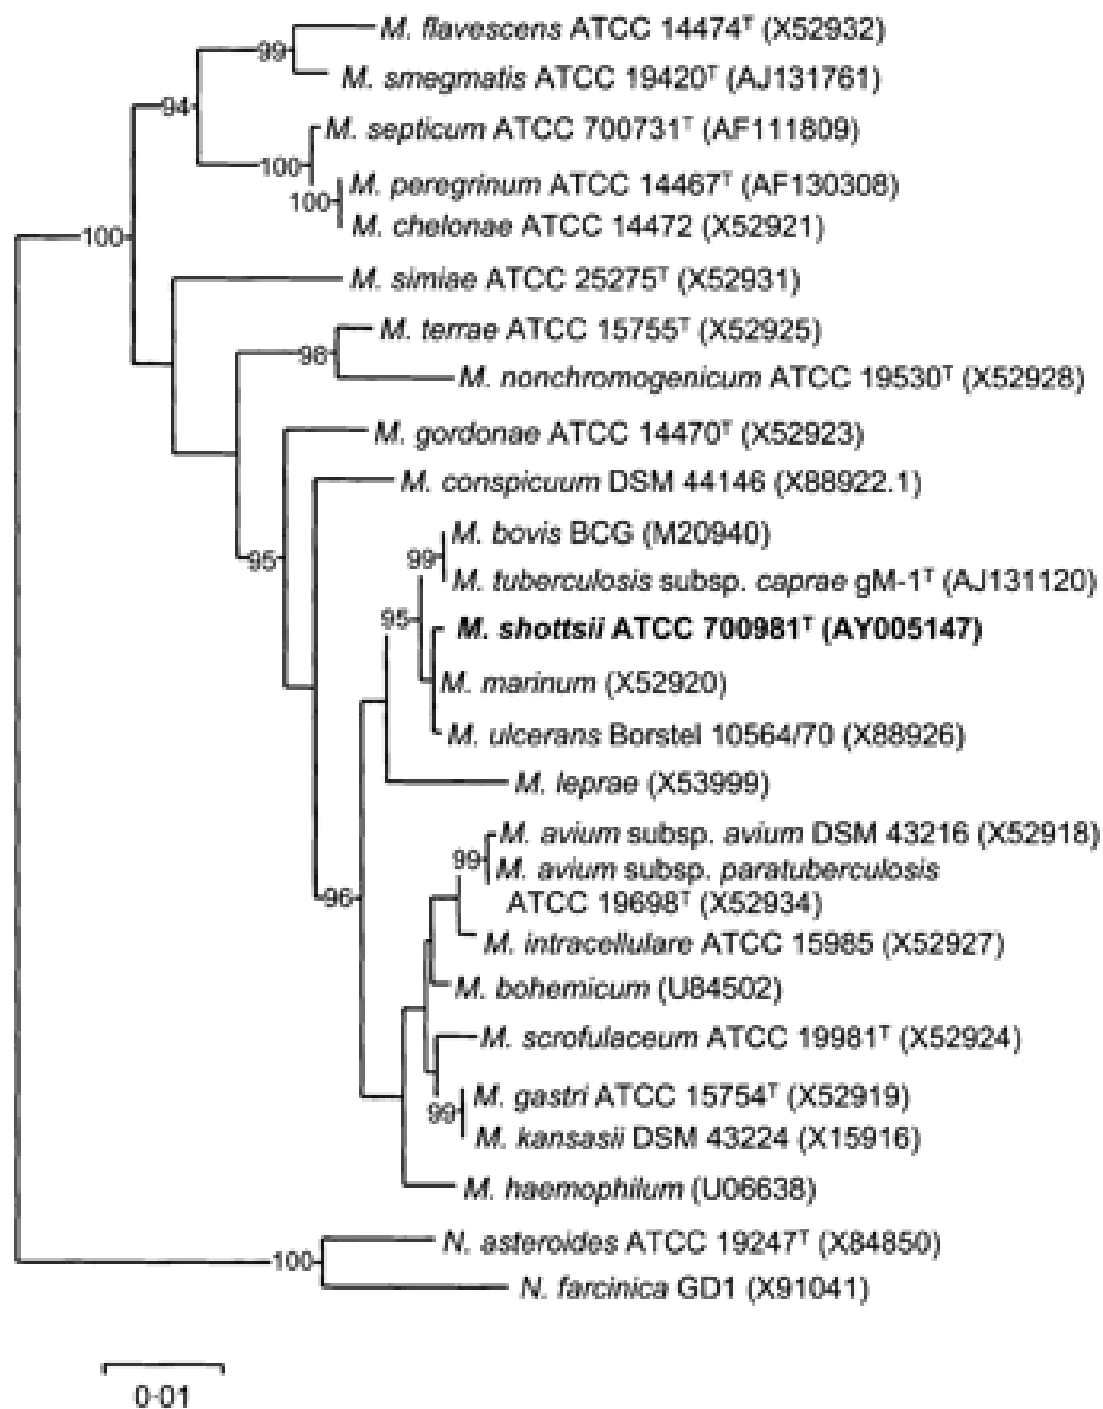 M. flavescens ATCC 14474ᵀ (X52932)
99
M. smegmatis ATCC 19420ᵀ (AJ131761)
94
M. septicum ATCC 700731ᵀ (AF111809)
100
M. peregrinum ATCC 14467ᵀ (AF130308)
100
M. chelonae ATCC 14472 (X52921)
100
M. simiae ATCC 25275ᵀ (X52931)
M. terrae ATCC 15755ᵀ (X52925)
98
M. nonchromogenicum ATCC 19530ᵀ (X52928)
M. gordonae ATCC 14470ᵀ (X52923)
M. conspicuum DSM 44146 (X88922.1)
M. bovis BCG (M20940)
99
95
M. tuberculosis subsp. caprae gM-1ᵀ (AJ131120)
95
M. shottsii ATCC 700981ᵀ (AY005147)
M. marinum (X52920)
M. ulcerans Borstel 10564/70 (X88926)
M. leprae (X53999)
M. avium subsp. avium DSM 43216 (X52918)
99
M. avium subsp. paratuberculosis
96
ATCC 19698ᵀ (X52934)
M. intracellulare ATCC 15985 (X52927)
M. bohemicum (U84502)
M. scrofulaceum ATCC 19981ᵀ (X52924)
M. gastri ATCC 15754ᵀ (X52919)
99
M. kansasii DSM 43224 (X15916)
M. haemophilum (U06638)
N. asteroides ATCC 19247ᵀ (X84850)
100
N. farcinica GD1 (X91041)
0·01